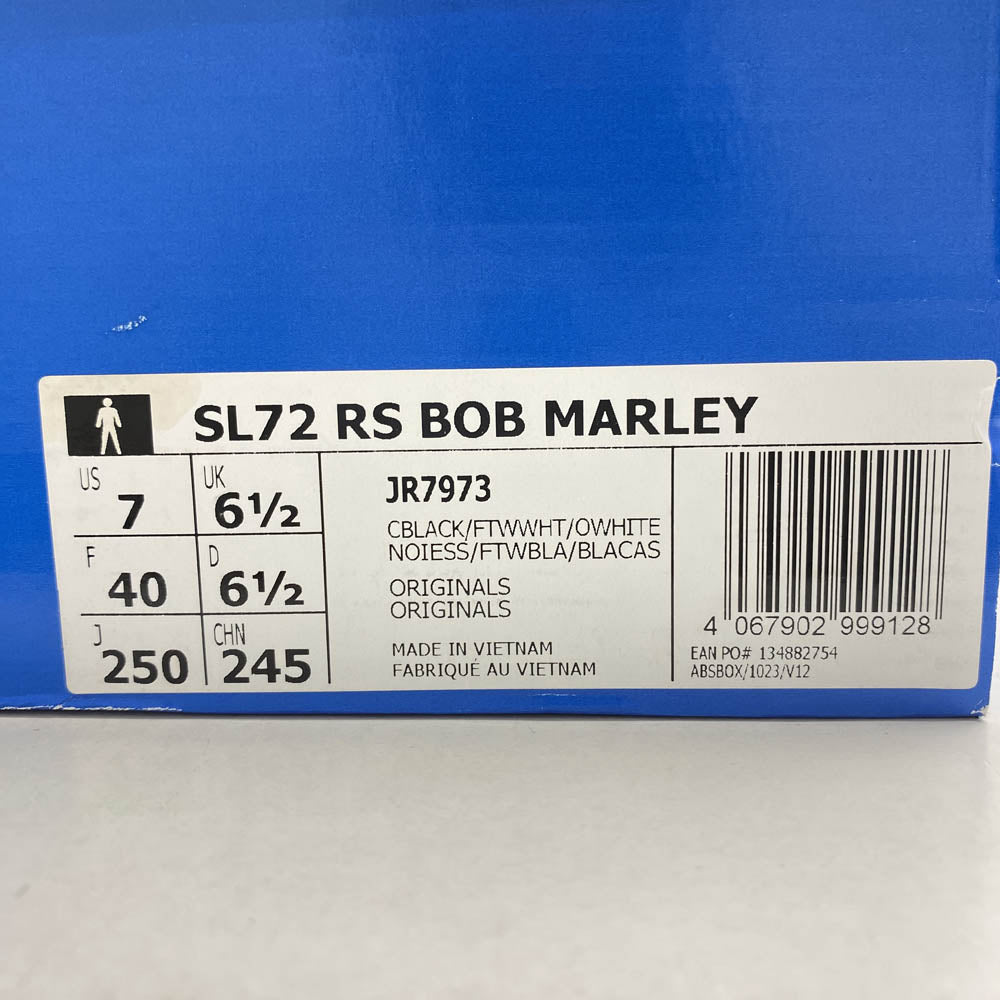 SL72 RS BOB MARLEY
US 7 UK 6½
F 40 D 6½
J 250 CHN 245
JR7973
CBLACK/FTWWHT/OWHITE
NOIESS/FTWBLA/BLACAS
ORIGINALS
ORIGINALS
MADE IN VIETNAM
FABRIQUÉ AU VIETNAM
4 067902 999128
EAN PO# 134882754
ABSBOX/1023/V12